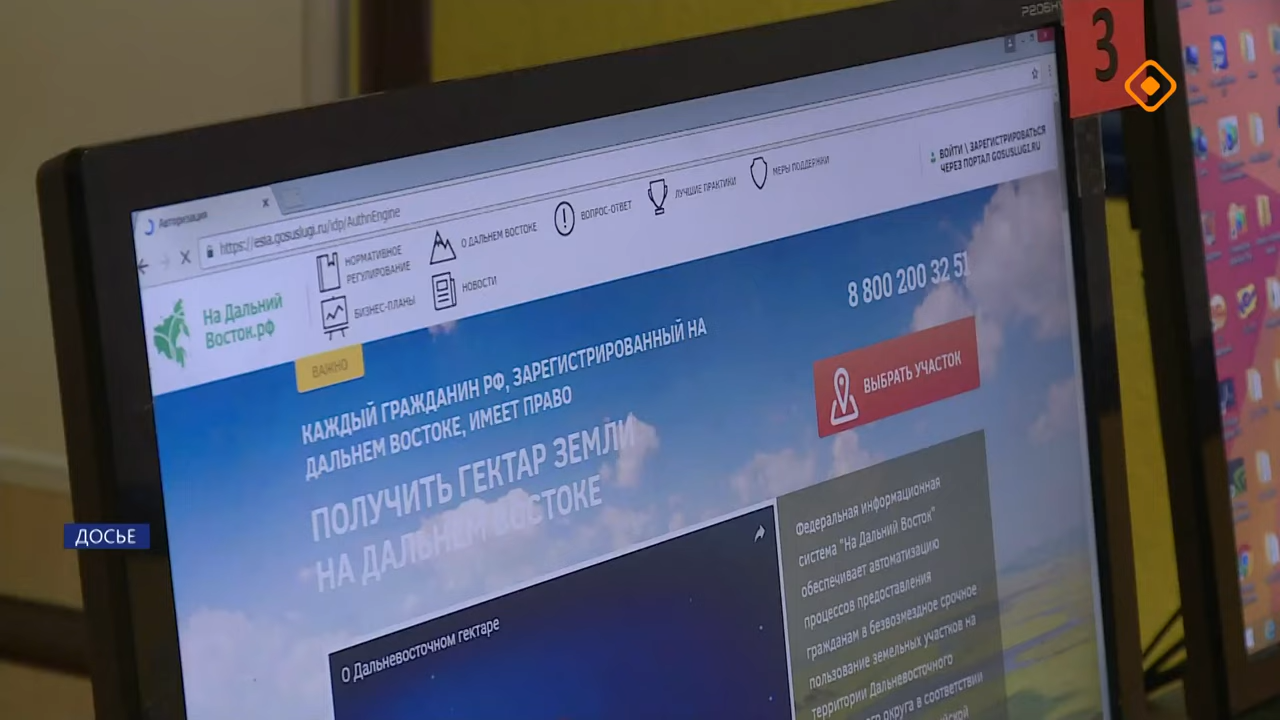 3
Авторизация
https://esia.gosuslugi.ru/idp/AuthnEngine
На Дальний
Восток.рф
НОРМАТИВНОЕ
РЕГУЛИРОВАНИЕ
О ДАЛЬНЕМ ВОСТОКЕ
ВОПРОС-ОТВЕТ
ЛУЧШИЕ ПРАКТИКИ
МЕРЫ ПОДДЕРЖКИ
БИЗНЕС-ПЛАНЫ
НОВОСТИ
ВОЙТИ \ ЗАРЕГИСТРИРОВАТЬСЯ
ЧЕРЕЗ ПОРТАЛ GOSUSLUGI.RU
8 800 200 32 51
ВАЖНО
КАЖДЫЙ ГРАЖДАНИН РФ, ЗАРЕГИСТРИРОВАННЫЙ НА
ДАЛЬНЕМ ВОСТОКЕ, ИМЕЕТ ПРАВО
ПОЛУЧИТЬ ГЕКТАР ЗЕМЛИ
НА ДАЛЬНЕМ ВОСТОКЕ
ВЫБРАТЬ УЧАСТОК
О Дальневосточном гектаре
Федеральная информационная
система "На Дальний Восток"
обеспечивает автоматизацию
процессов предоставления
гражданам в безвозмездное срочное
пользование земельных участков на
территории Дальневосточного
округа в соответствии
ДОСЬЕ